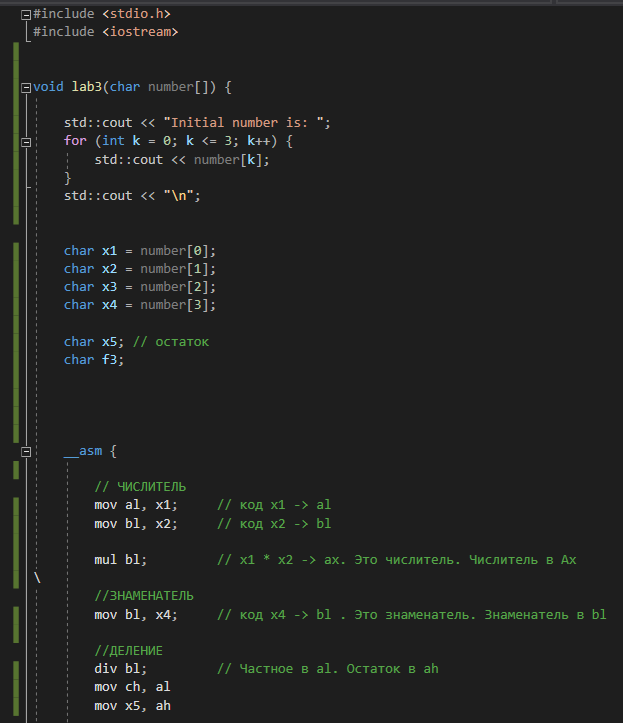 #include <stdio.h>
#include <iostream>
void lab3(char number[]) {
std::cout << "Initial number is: ";
for (int k = 0; k <= 3; k++) {
std::cout << number[k];
}
std::cout << "\n";
char x1 = number[0];
char x2 = number[1];
char x3 = number[2];
char x4 = number[3];
char x5; // остаток
char f3;
__asm {
// ЧИСЛИТЕЛЬ
mov al, x1; // код x1 -> al
mov bl, x2; // код x2 -> bl
mul bl; // x1 * x2 -> ax. Это числитель. Числитель в Ax
\
//ЗНАМЕНАТЕЛЬ
mov bl, x4; // код x4 -> bl . Это знаменатель. Знаменатель в bl
//ДЕЛЕНИЕ
div bl; // Частное в al. Остаток в ah
mov ch, al
mov x5, ah